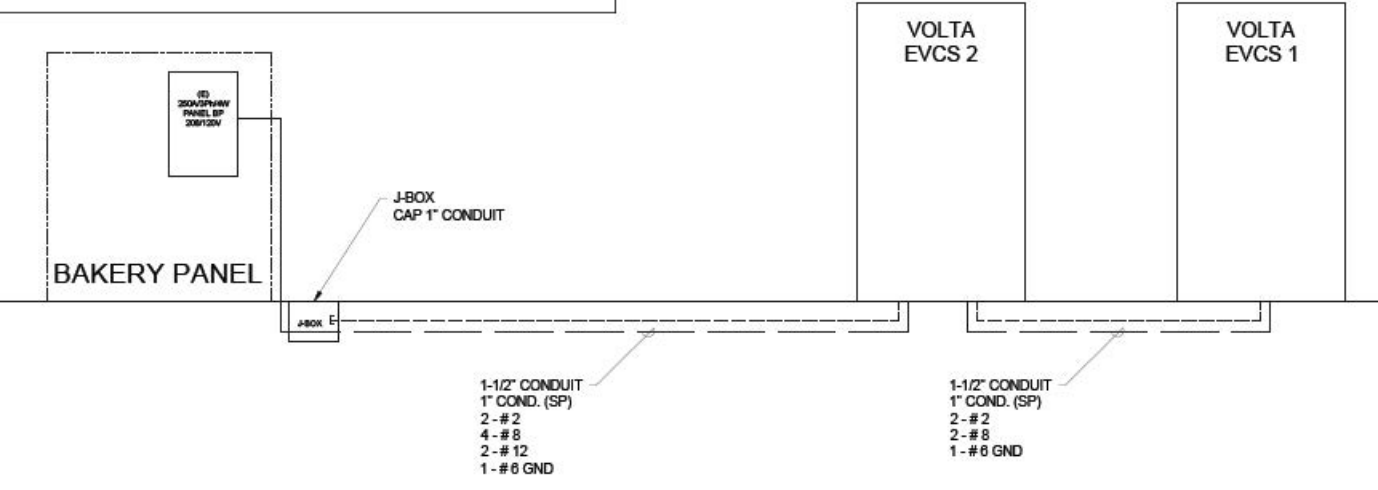 VOLTA
EVCS 2
VOLTA
EVCS 1
(E)
250A/3PH/4W
PANEL BP
208/120V
J-BOX
CAP 1" CONDUIT
BAKERY PANEL
J-BOX
1-1/2" CONDUIT
1" COND. (SP)
2 - # 2
4 - # 8
2 - # 12
1 - # 6 GND
1-1/2" CONDUIT
1" COND. (SP)
2 - # 2
2 - # 8
1 - # 6 GND